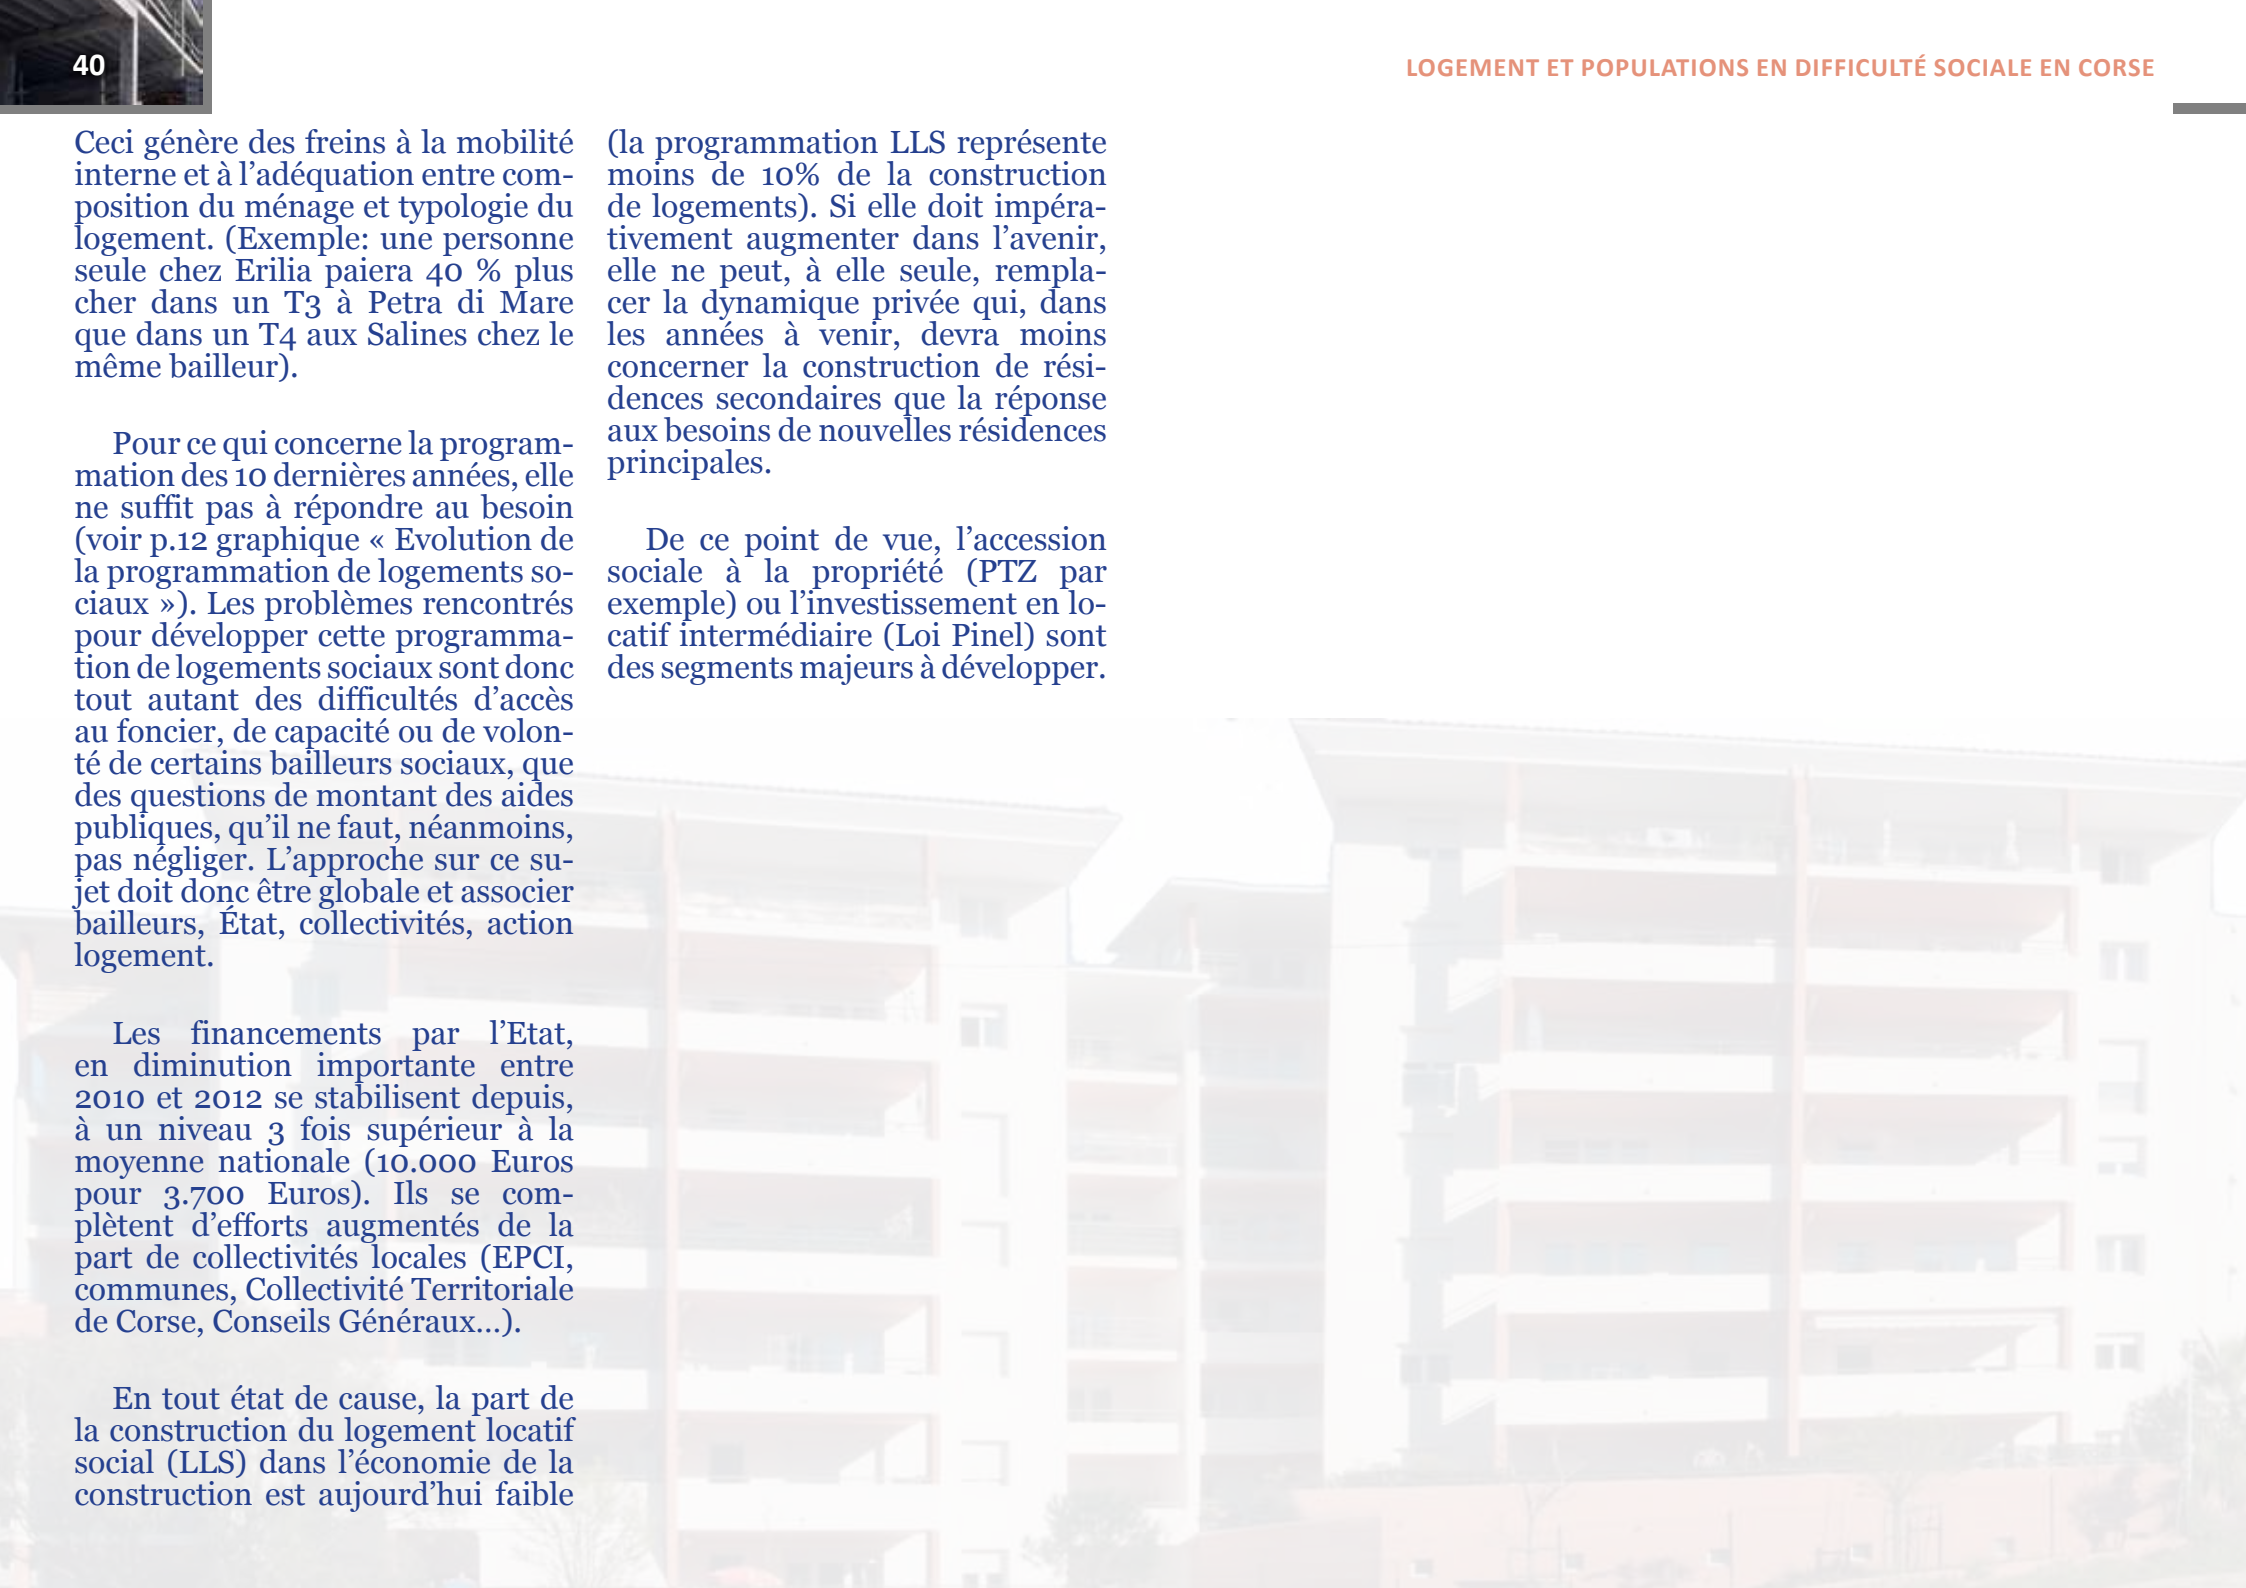 40
LOGEMENT ET POPULATIONS EN DIFFICULTÉ SOCIALE EN CORSE
Ceci génère des freins à la mobilité
interne et à l’adéquation entre com-
position du ménage et typologie du
logement. (Exemple: une personne
seule chez Erilia paiera 40 % plus
cher dans un T3 à Petra di Mare
que dans un T4 aux Salines chez le
même bailleur).
Pour ce qui concerne la program-
mation des 10 dernières années, elle
ne suffit pas à répondre au besoin
(voir p.12 graphique « Evolution de
la programmation de logements so-
ciaux »). Les problèmes rencontrés
pour développer cette programma-
tion de logements sociaux sont donc
tout autant des difficultés d’accès
au foncier, de capacité ou de volon-
té de certains bailleurs sociaux, que
des questions de montant des aides
publiques, qu’il ne faut, néanmoins,
pas négliger. L’approche sur ce su-
jet doit donc être globale et associer
bailleurs, État, collectivités, action
logement.
Les financements par l’Etat,
en diminution importante entre
2010 et 2012 se stabilisent depuis,
à un niveau 3 fois supérieur à la
moyenne nationale (10.000 Euros
pour 3.700 Euros). Ils se com-
plètent d’efforts augmentés de la
part de collectivités locales (EPCI,
communes, Collectivité Territoriale
de Corse, Conseils Généraux...).
En tout état de cause, la part de
la construction du logement locatif
social (LLS) dans l’économie de la
construction est aujourd’hui faible
(la programmation LLS représente
moins de 10% de la construction
de logements). Si elle doit impéra-
tivement augmenter dans l’avenir,
elle ne peut, à elle seule, rempla-
cer la dynamique privée qui, dans
les années à venir, devra moins
concerner la construction de rési-
dences secondaires que la réponse
aux besoins de nouvelles résidences
principales.
De ce point de vue, l’accession
sociale à la propriété (PTZ par
exemple) ou l’investissement en lo-
catif intermédiaire (Loi Pinel) sont
des segments majeurs à développer.